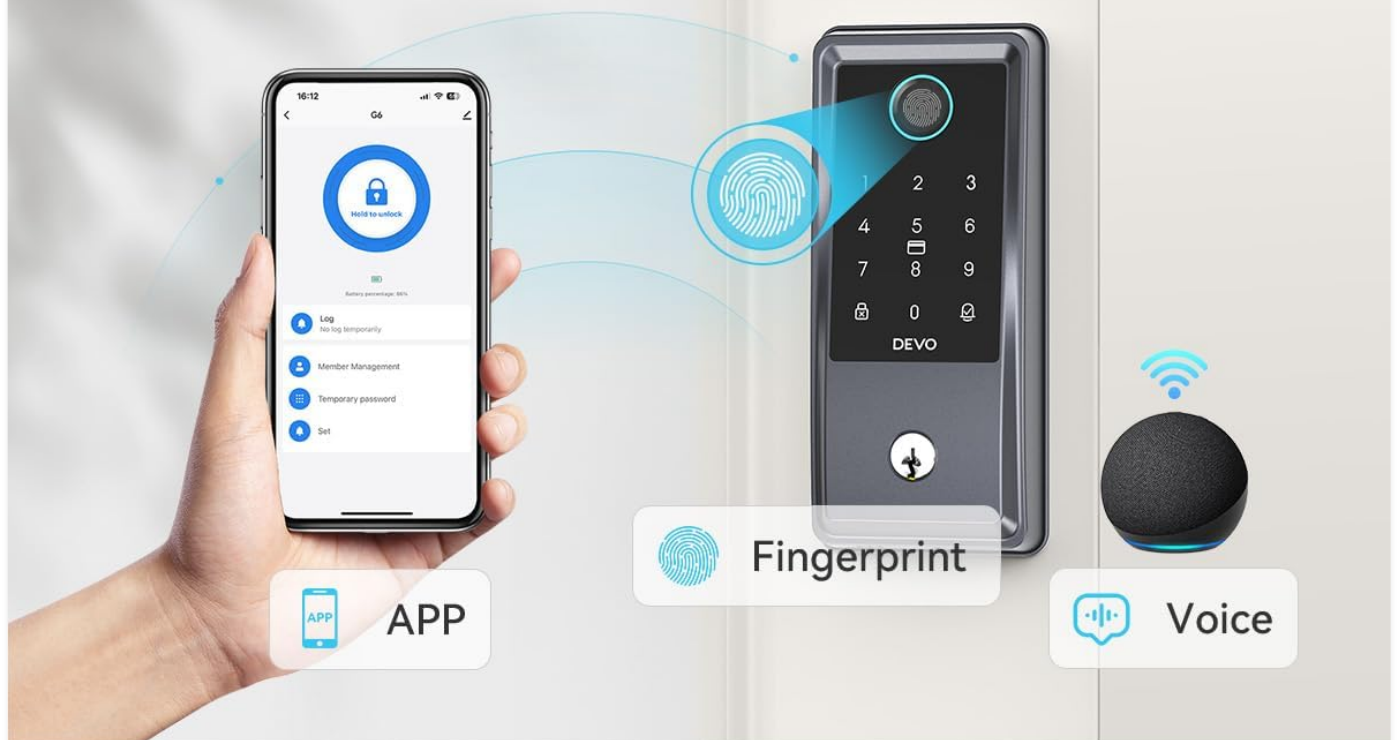 16:12
G6
Hold to unlock
Battery percentage: 86%
Log
No log temporarily
Member Management
Temporary password
Set
1 2 3
4 5 6
7 8 9
0
DEVO
APP
APP
Fingerprint
Voice